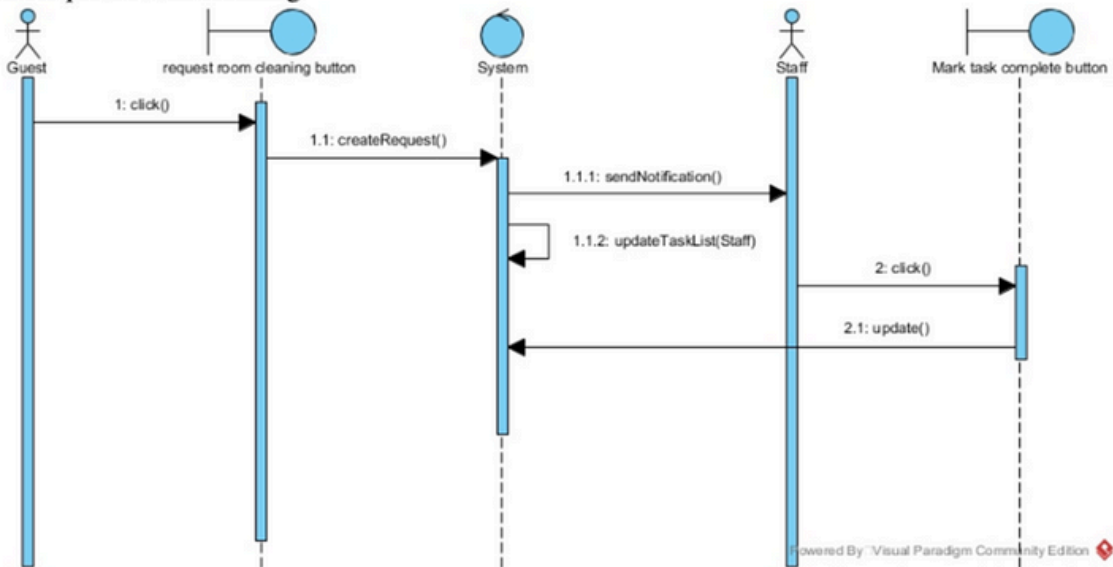 Guest
request room cleaning button
System
Staff
Mark task complete button
1: click()
1.1: createRequest()
1.1.1: sendNotification()
1.1.2: updateTaskList(Staff)
2: click()
2.1: update()
Powered By Visual Paradigm Community Edition